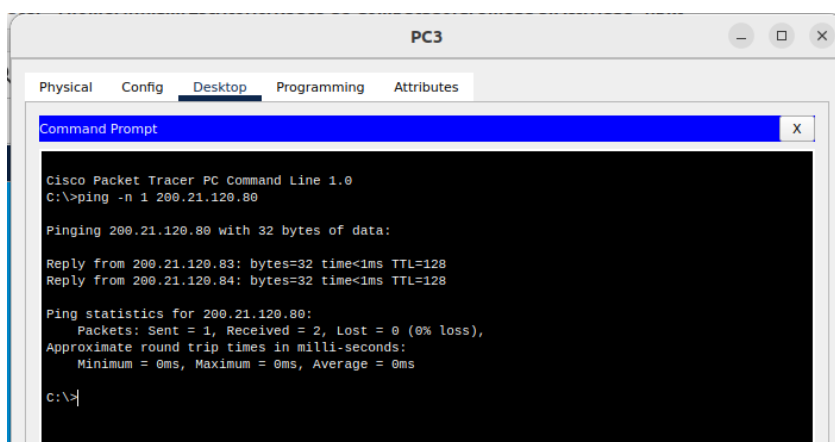 PC3
Physical Config Desktop Programming Attributes
Command Prompt X
Cisco Packet Tracer PC Command Line 1.0
C:\>ping -n 1 200.21.120.80
Pinging 200.21.120.80 with 32 bytes of data:
Reply from 200.21.120.83: bytes=32 time<1ms TTL=128
Reply from 200.21.120.84: bytes=32 time<1ms TTL=128
Ping statistics for 200.21.120.80:
Packets: Sent = 1, Received = 2, Lost = 0 (0% loss),
Approximate round trip times in milli-seconds:
Minimum = 0ms, Maximum = 0ms, Average = 0ms
C:\>